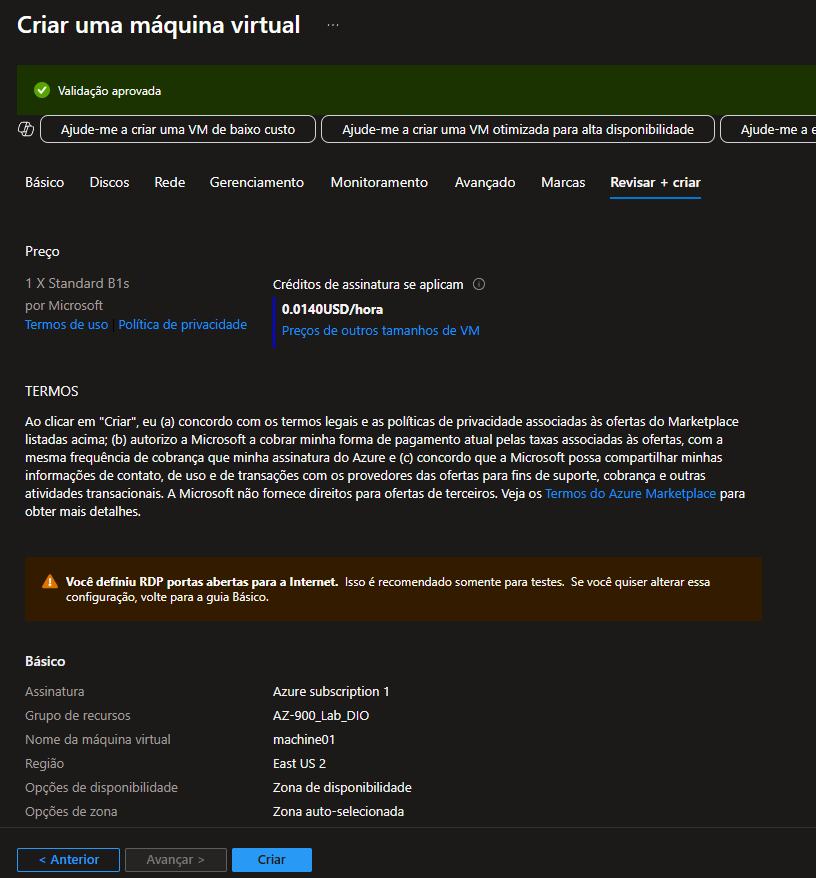 Criar uma máquina virtual ...
Validação aprovada
Ajude-me a criar uma VM de baixo custo
Ajude-me a criar uma VM otimizada para alta disponibilidade
Ajude-me a e
Básico Discos Rede Gerenciamento Monitoramento Avançado Marcas Revisar + criar
Preço
1 X Standard B1s
por Microsoft
Termos de uso | Política de privacidade
Créditos de assinatura se aplicam
0.0140USD/hora
Preços de outros tamanhos de VM
TERMOS
Ao clicar em "Criar", eu (a) concordo com os termos legais e as políticas de privacidade associadas às ofertas do Marketplace
listadas acima; (b) autorizo a Microsoft a cobrar minha forma de pagamento atual pelas taxas associadas às ofertas, com a
mesma frequência de cobrança que minha assinatura do Azure e (c) concordo que a Microsoft possa compartilhar minhas
informações de contato, de uso e de transações com os provedores das ofertas para fins de suporte, cobrança e outras
atividades transacionais. A Microsoft não fornece direitos para ofertas de terceiros. Veja os Termos do Azure Marketplace para
obter mais detalhes.
Você definiu RDP portas abertas para a Internet. Isso é recomendado somente para testes. Se você quiser alterar essa
configuração, volte para a guia Básico.
Básico
Assinatura Azure subscription 1
Grupo de recursos AZ-900_Lab_DIO
Nome da máquina virtual machine01
Região East US 2
Opções de disponibilidade Zona de disponibilidade
Opções de zona Zona auto-selecionada
< Anterior Avançar > Criar